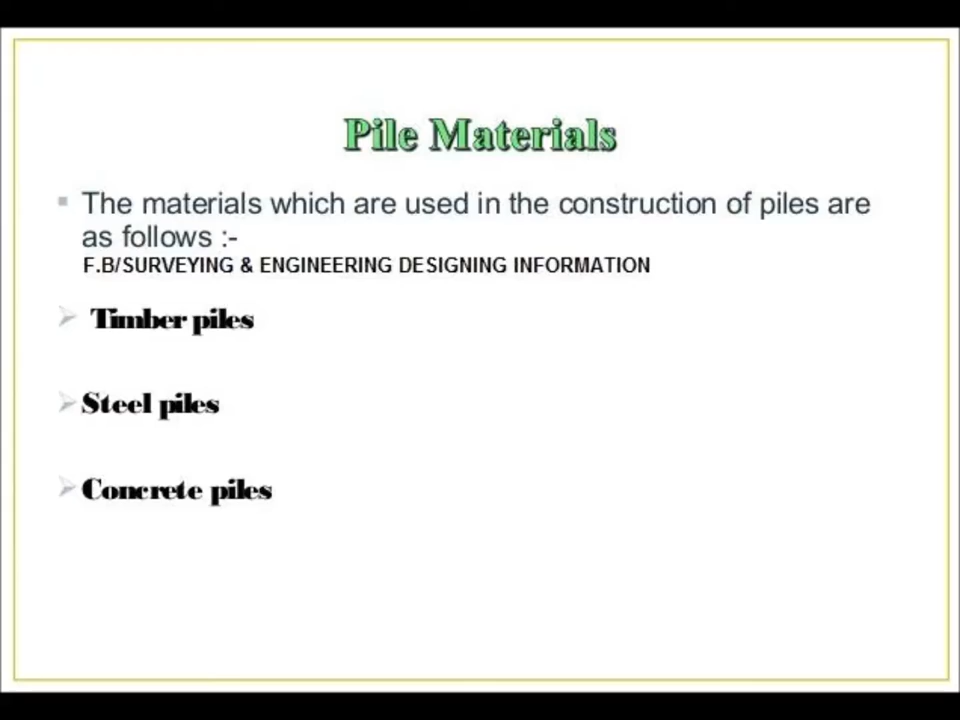 Pile Materials
The materials which are used in the construction of piles are
as follows :-
F.B/SURVEYING & ENGINEERING DESIGNING INFORMATION
Timber piles
Steel piles
Concrete piles